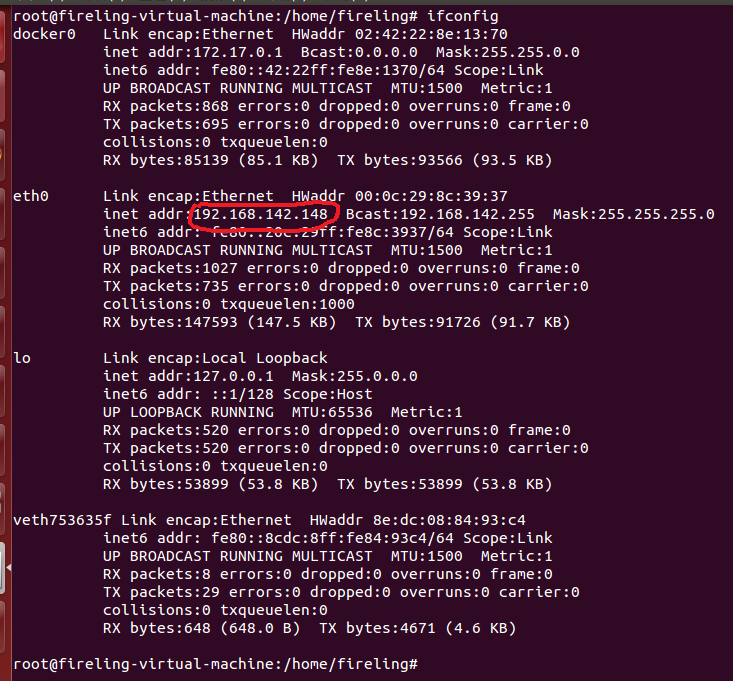 root@fireling-virtual-machine:/home/fireling# ifconfig
docker0   Link encap:Ethernet  HWaddr 02:42:22:8e:13:70
          inet addr:172.17.0.1  Bcast:0.0.0.0  Mask:255.255.0.0
          inet6 addr: fe80::42:22ff:fe8e:1370/64 Scope:Link
          UP BROADCAST RUNNING MULTICAST  MTU:1500  Metric:1
          RX packets:868 errors:0 dropped:0 overruns:0 frame:0
          TX packets:695 errors:0 dropped:0 overruns:0 carrier:0
          collisions:0 txqueuelen:0
          RX bytes:85139 (85.1 KB)  TX bytes:93566 (93.5 KB)
eth0      Link encap:Ethernet  HWaddr 00:0c:29:8c:39:37
          inet addr:192.168.142.148  Bcast:192.168.142.255  Mask:255.255.255.0
          inet6 addr: fe80::20c:29ff:fe8c:3937/64 Scope:Link
          UP BROADCAST RUNNING MULTICAST  MTU:1500  Metric:1
          RX packets:1027 errors:0 dropped:0 overruns:0 frame:0
          TX packets:735 errors:0 dropped:0 overruns:0 carrier:0
          collisions:0 txqueuelen:1000
          RX bytes:147593 (147.5 KB)  TX bytes:91726 (91.7 KB)
lo        Link encap:Local Loopback
          inet addr:127.0.0.1  Mask:255.0.0.0
          inet6 addr: ::1/128 Scope:Host
          UP LOOPBACK RUNNING  MTU:65536  Metric:1
          RX packets:520 errors:0 dropped:0 overruns:0 frame:0
          TX packets:520 errors:0 dropped:0 overruns:0 carrier:0
          collisions:0 txqueuelen:0
          RX bytes:53899 (53.8 KB)  TX bytes:53899 (53.8 KB)
veth753635f Link encap:Ethernet  HWaddr 8e:dc:08:84:93:c4
          inet6 addr: fe80::8cdc:8ff:fe84:93c4/64 Scope:Link
          UP BROADCAST RUNNING MULTICAST  MTU:1500  Metric:1
          RX packets:8 errors:0 dropped:0 overruns:0 frame:0
          TX packets:29 errors:0 dropped:0 overruns:0 carrier:0
          collisions:0 txqueuelen:0
          RX bytes:648 (648.0 B)  TX bytes:4671 (4.6 KB)
root@fireling-virtual-machine:/home/fireling#